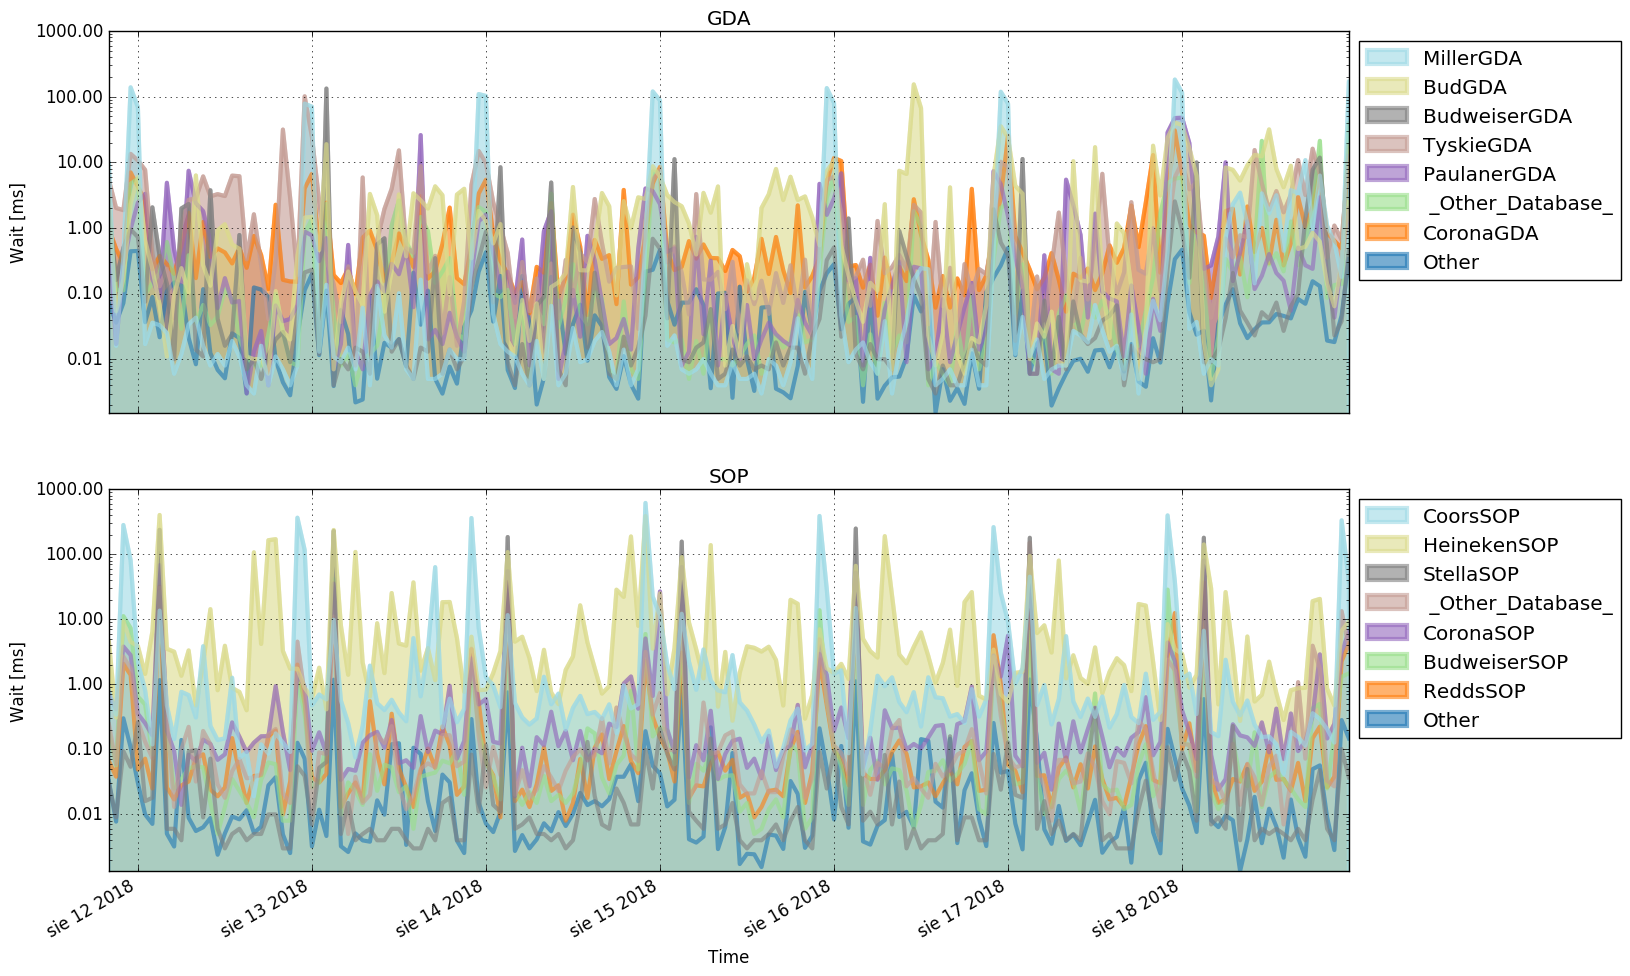 GDA
1000.00
100.00
10.00
1.00
0.10
0.01
Wait [ms]
MillerGDA
BudGDA
BudweiserGDA
TyskieGDA
PaulanerGDA
_Other_Database_
CoronaGDA
Other
SOP
1000.00
100.00
10.00
1.00
0.10
0.01
Wait [ms]
CoorsSOP
HeinekenSOP
StellaSOP
_Other_Database_
CoronaSOP
BudweiserSOP
ReddsSOP
Other
sie 12 2018
sie 13 2018
sie 14 2018
sie 15 2018
sie 16 2018
sie 17 2018
sie 18 2018
Time